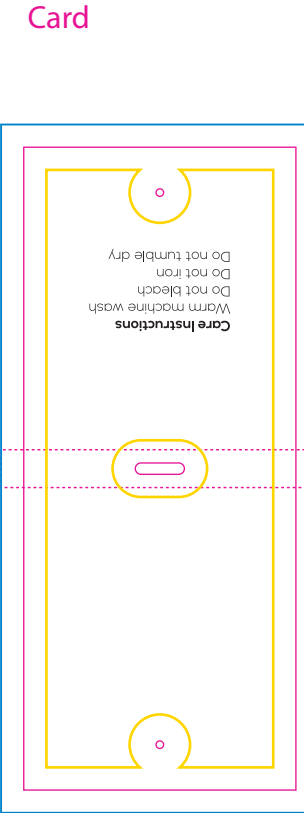 Card
Care Instructions
Warm machine wash
Do not bleach
Do not iron
Do not tumble dry